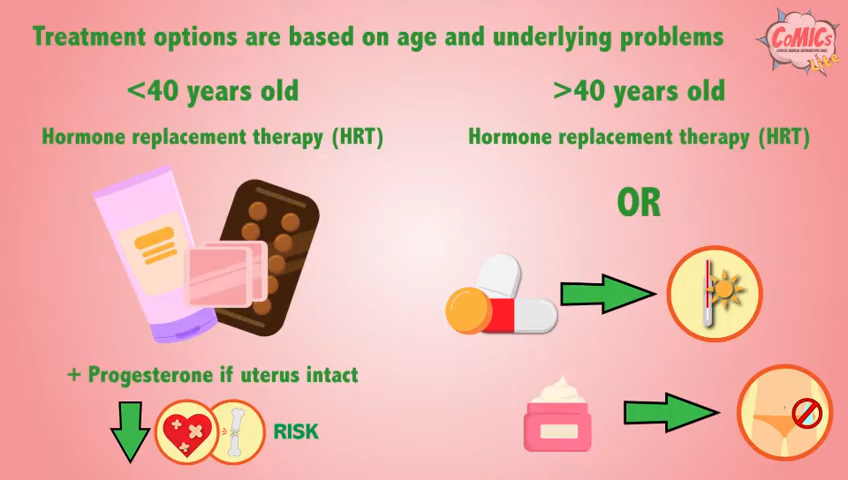 Treatment options are based on age and underlying problems
CoMICs
Lite
<40 years old
>40 years old
Hormone replacement therapy (HRT)
Hormone replacement therapy (HRT)
OR
+ Progesterone if uterus intact
RISK